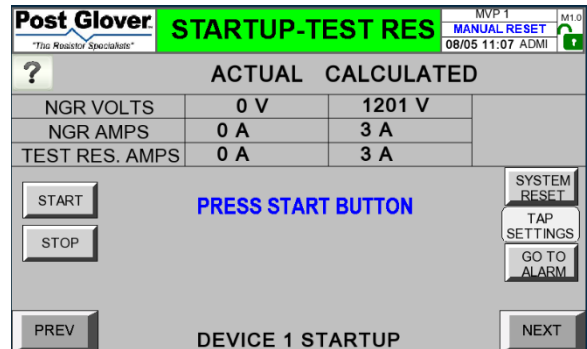 Post Glover.
"The Resistor Specialists"
STARTUP-TEST RES
MVP 1
M1.0
MANUAL RESET
08/05 11:07 ADMI
?
ACTUAL CALCULATED
NGR VOLTS 0 V 1201 V
NGR AMPS 0 A 3 A
TEST RES. AMPS 0 A 3 A
START
STOP
PRESS START BUTTON
SYSTEM
RESET
TAP
SETTINGS
GO TO
ALARM
PREV
DEVICE 1 STARTUP
NEXT